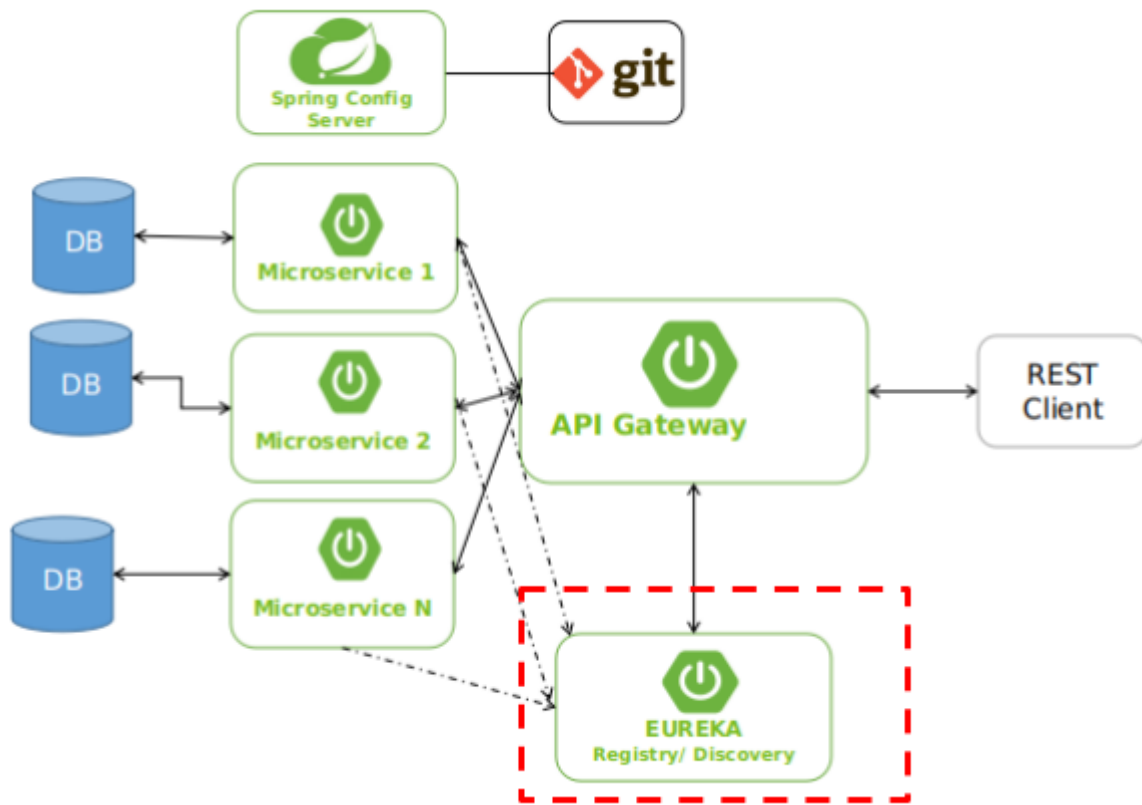 Spring Config
Server
git
DB
Microservice 1
DB
Microservice 2
API Gateway
REST
Client
DB
Microservice N
EUREKA
Registry/ Discovery